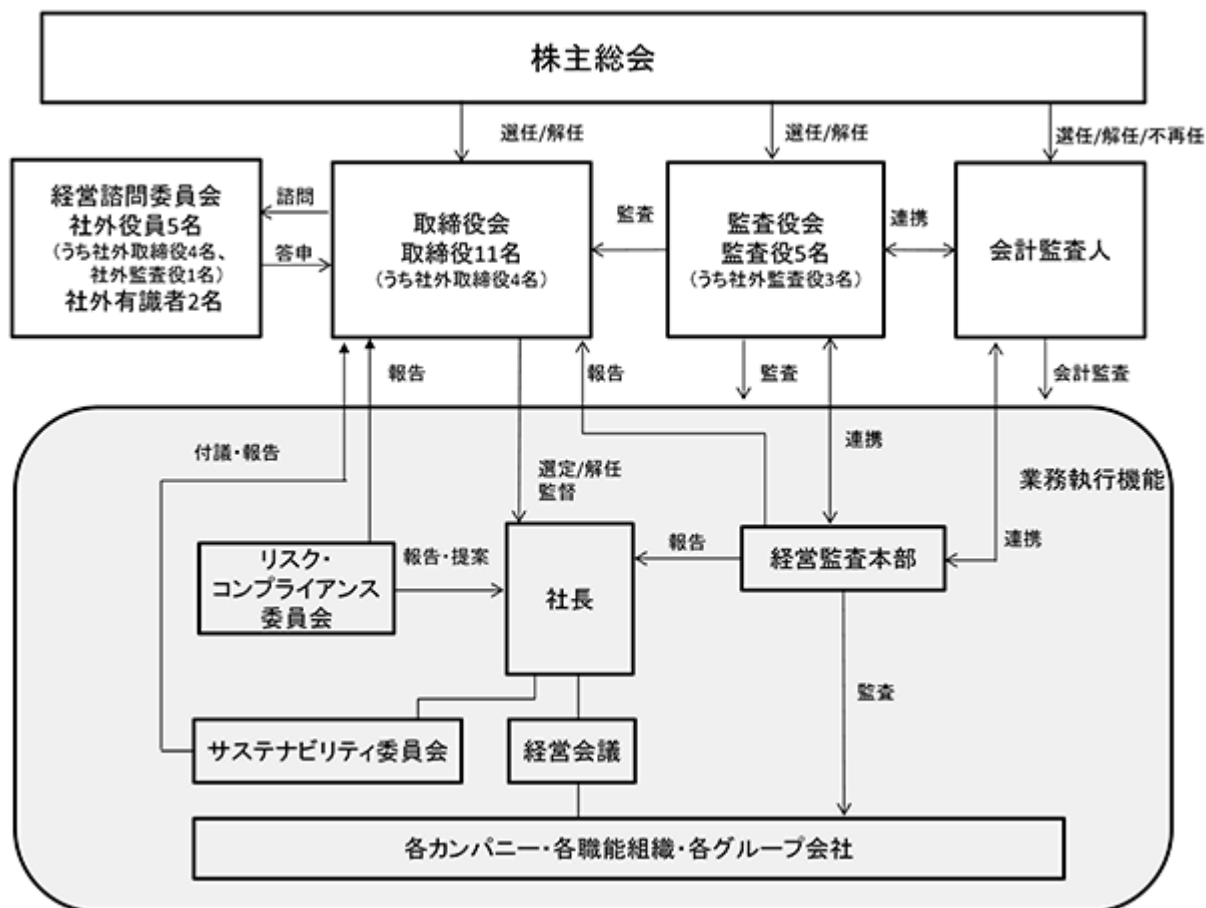 株主総会
選任/解任
選任/解任
選任/解任/不再任
経営諮問委員会
社外役員5名
(うち社外取締役4名、
社外監査役1名)
社外有識者2名
諮問
答申
取締役会
取締役11名
(うち社外取締役4名)
監査
監査役会
監査役5名
(うち社外監査役3名)
連携
会計監査人
報告
報告
監査
会計監査
付議・報告
選定/解任
監督
連携
業務執行機能
連携
リスク・
コンプライアンス
委員会
報告・提案
社長
報告
経営監査本部
監査
サステナビリティ委員会
経営会議
各カンパニー・各職能組織・各グループ会社